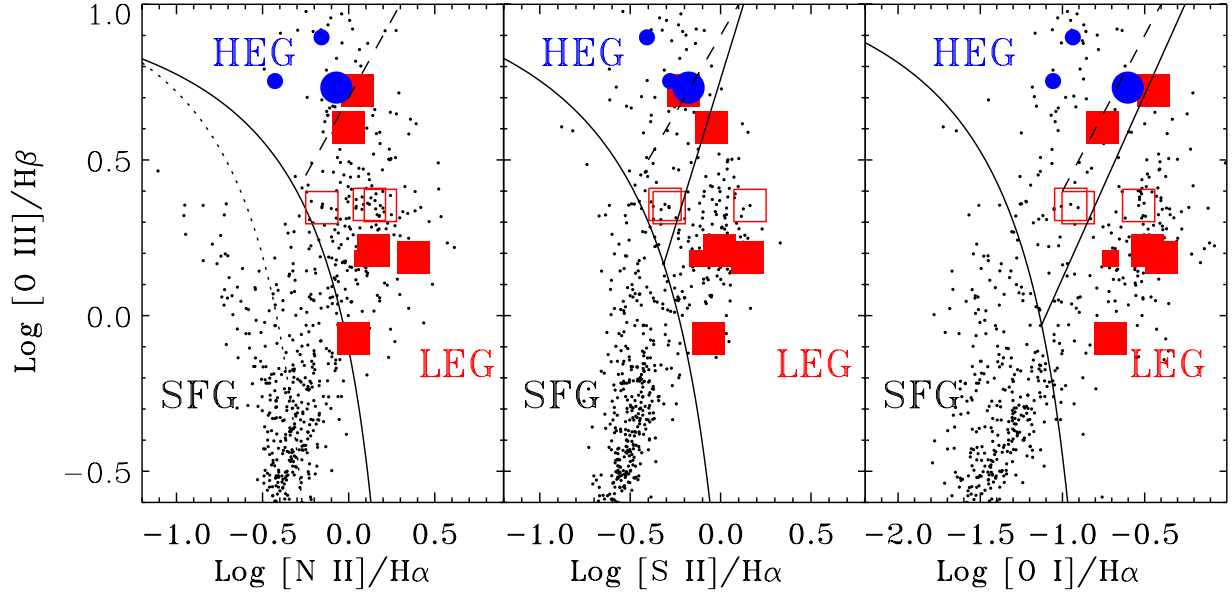 1.0
0.5
0.0
−0.5
Log [O III]/Hβ
HEG
HEG
HEG
LEG
LEG
LEG
SFG
SFG
SFG
−1.0 −0.5 0.0 0.5
−1.0 −0.5 0.0 0.5
−2.0 −1.5 −1.0 −0.5
Log [N II]/Hα
Log [S II]/Hα
Log [O I]/Hα